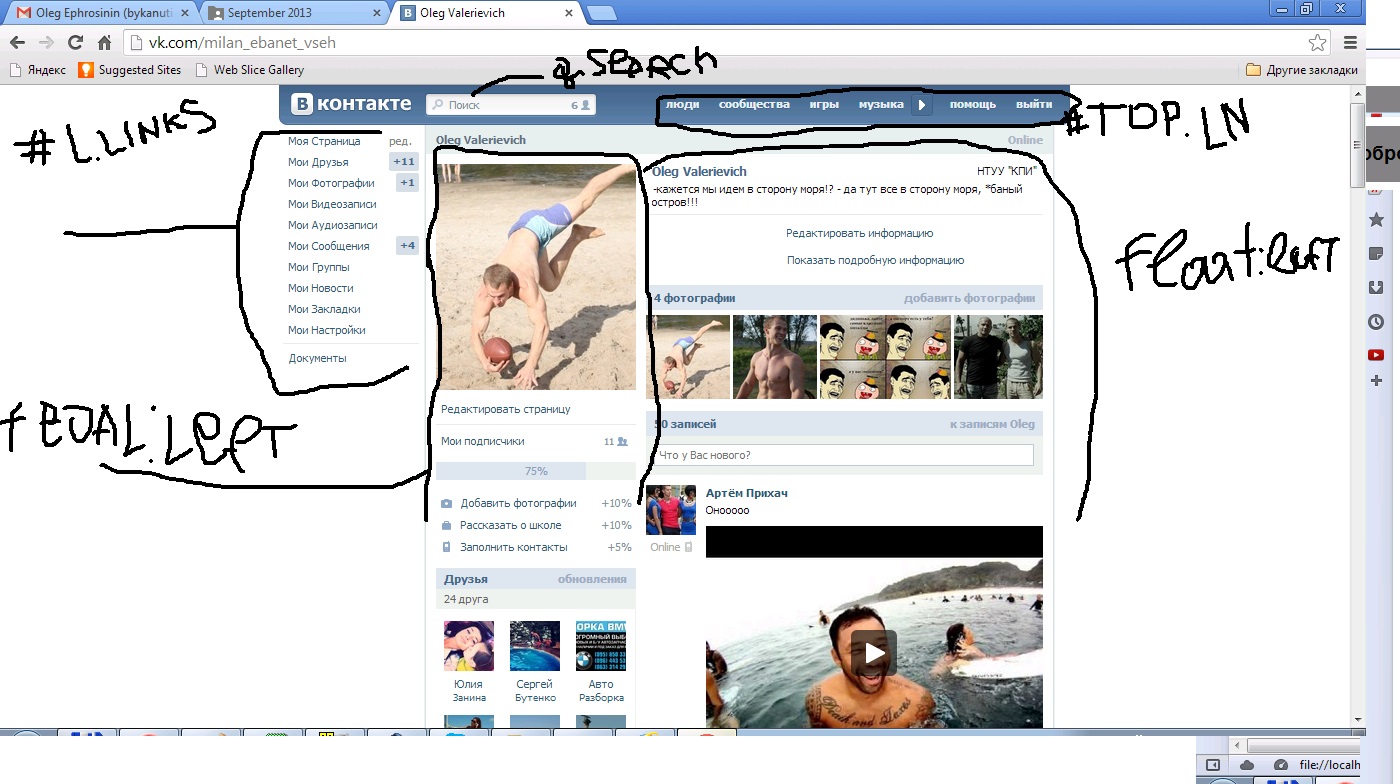 Oleg Ephrosinin (bykanuti
September 2013
Oleg Valerievich
vk.com/milan_ebanet_vseh
Яндекс Suggested Sites Web Slice Gallery Другие закладки
SEARCH
#L.LINKS
В контакте Поиск 6 люди сообщества игры музыка помощь выйти
#TOP.LN
Oleg Valerievich Online
Моя Страница ред.
Мои Друзья +11
Мои Фотографии +1
Мои Видеозаписи
Мои Аудиозаписи
Мои Сообщения +4
Мои Группы
Мои Новости
Мои Закладки
Мои Настройки
Документы
Oleg Valerievich НТУУ "КПИ"
-кажется мы идем в сторону моря!? - да тут все в сторону моря, *баный
остров!!!
Редактировать информацию
Показать подробную информацию
float:left
4 фотографии добавить фотографии
fEOAL:Left
Редактировать страницу
Мои подписчики 11
75%
Добавить фотографии +10%
Рассказать о школе +10%
Заполнить контакты +5%
50 записей к записям Oleg
Что у Вас нового?
Артём Прихач
Онооооо
Online
Друзья обновления
24 друга
Юлия
Занина
Сергей
Бутенко
Авто
Разборка
file://localh